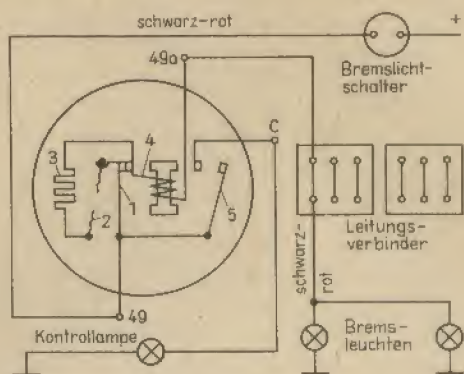 schwarz-rot
+
49a
Bremslicht-
schalter
C
3
4
1
2
5
Leitungs-
verbinder
schwarz-
rot
49
Kontrollampe
Brems-
leuchten